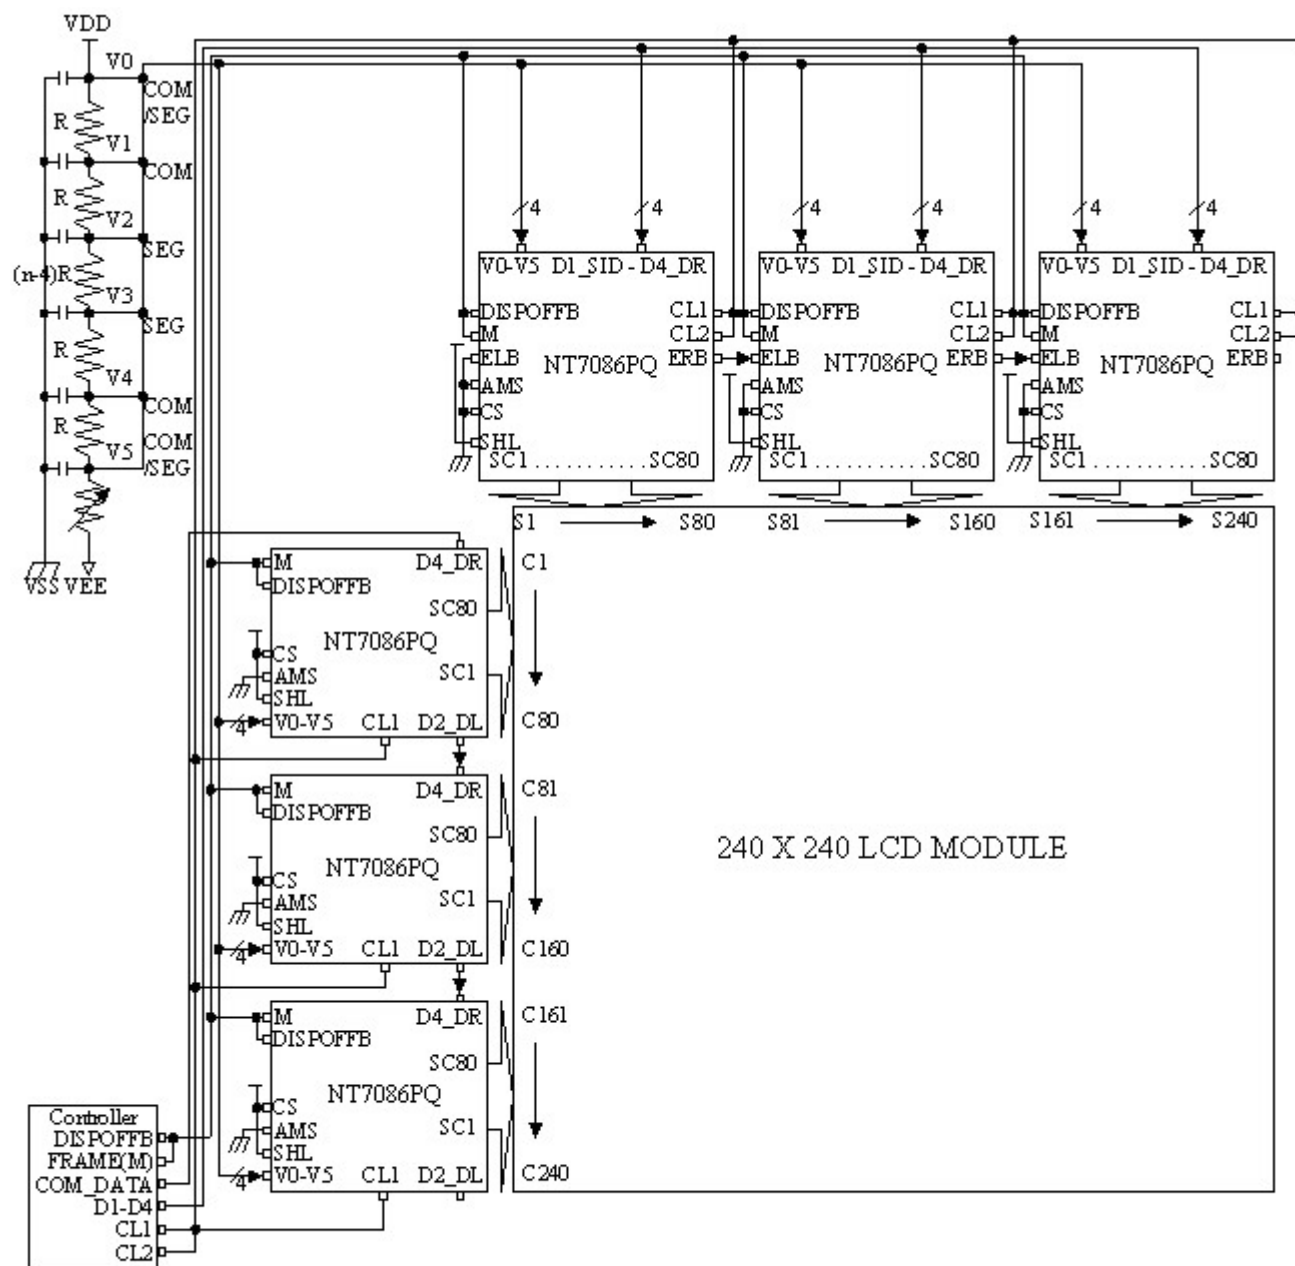 VDD
V0
COM
/SEG
R
V1
COM
R
V2
SEG
(n-4)R
V3
SEG
R
V4
COM
R
COM
V5
/SEG
VSS VEE
4
4
4
4
4
4
V0-V5 D1_SID - D4_DR
DISPOFFB CL1
M CL2
ELB ERB
NT7086PQ
AMS
CS
SHL
SC1 . . . . . . . . . . . SC80
V0-V5 D1_SID - D4_DR
DISPOFFB CL1
M CL2
ELB ERB
NT7086PQ
AMS
CS
SHL
SC1 . . . . . . . . . . . SC80
V0-V5 D1_SID - D4_DR
DISPOFFB CL1
M CL2
ELB ERB
NT7086PQ
AMS
CS
SHL
SC1 . . . . . . . . . . . SC80
S1 S80 S81 S160 S161 S240
M D4_DR
DISPOFFB
SC80
NT7086PQ
CS
AMS SC1
SHL
4 V0-V5 CL1 D2_DL
C1
C80
M D4_DR
DISPOFFB
SC80
NT7086PQ
CS
AMS SC1
SHL
4 V0-V5 CL1 D2_DL
C81
C160
240 X 240 LCD MODULE
M D4_DR
DISPOFFB
SC80
NT7086PQ
CS
AMS SC1
SHL
4 V0-V5 CL1 D2_DL
C161
C240
Controller
DISPOFFB
FRAME(M)
COM_DATA
D1-D4
CL1
CL2